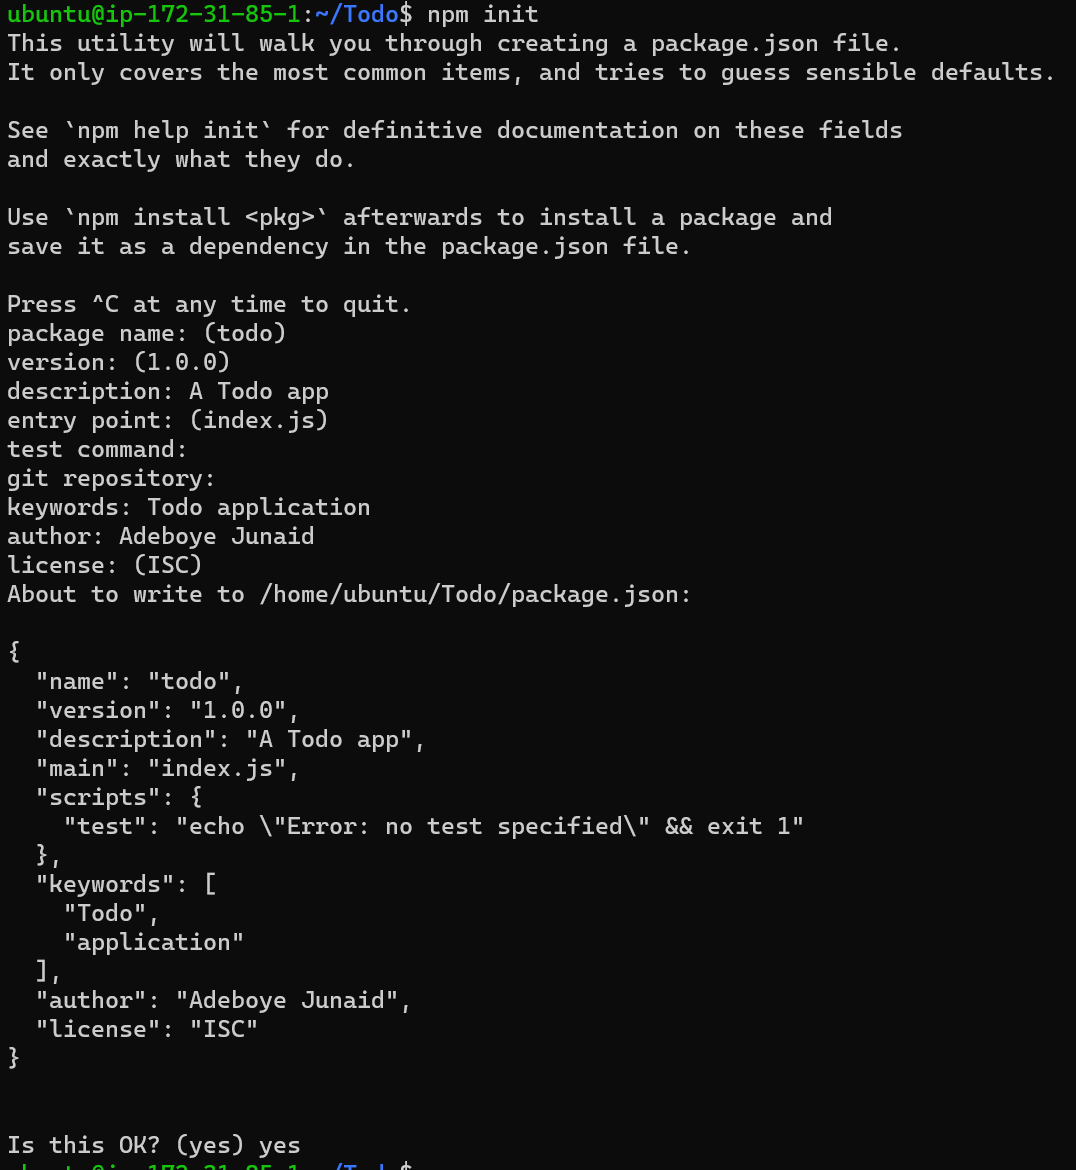 ubuntu@ip-172-31-85-1:~/Todo$ npm init
This utility will walk you through creating a package.json file.
It only covers the most common items, and tries to guess sensible defaults.

See `npm help init` for definitive documentation on these fields
and exactly what they do.

Use `npm install <pkg>` afterwards to install a package and
save it as a dependency in the package.json file.

Press ^C at any time to quit.
package name: (todo)
version: (1.0.0)
description: A Todo app
entry point: (index.js)
test command:
git repository:
keywords: Todo application
author: Adeboye Junaid
license: (ISC)
About to write to /home/ubuntu/Todo/package.json:

{
  "name": "todo",
  "version": "1.0.0",
  "description": "A Todo app",
  "main": "index.js",
  "scripts": {
    "test": "echo \"Error: no test specified\" && exit 1"
  },
  "keywords": [
    "Todo",
    "application"
  ],
  "author": "Adeboye Junaid",
  "license": "ISC"
}


Is this OK? (yes) yes
ubuntu@ip-172-31-85-1:~/Todo$